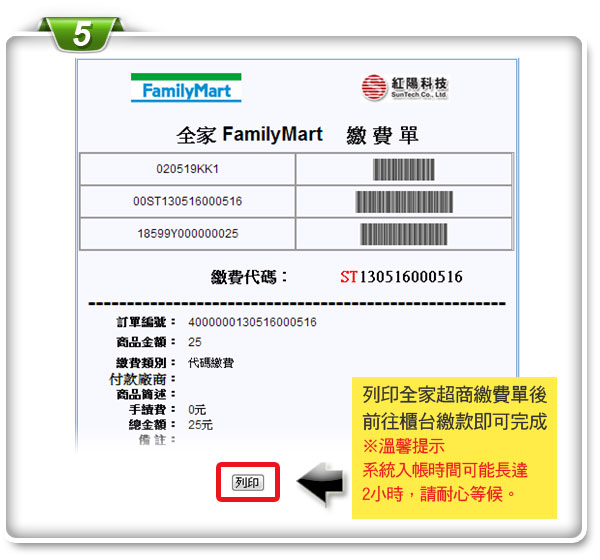 5
FamilyMart
紅陽科技
SunTech Co., Ltd.
全家 FamilyMart 繳費單
020519KK1
00ST130516000516
18599Y000000025
繳費代碼： ST130516000516
訂單編號： 4000000130516000516
商品金額： 25
繳費類別： 代碼繳費
付款廠商：
商品簡述：
手續費： 0元
總金額： 25元
備註：
列印全家超商繳費單後
前往櫃台繳款即可完成
※溫馨提示
系統入帳時間可能長達
2小時，請耐心等候。
列印